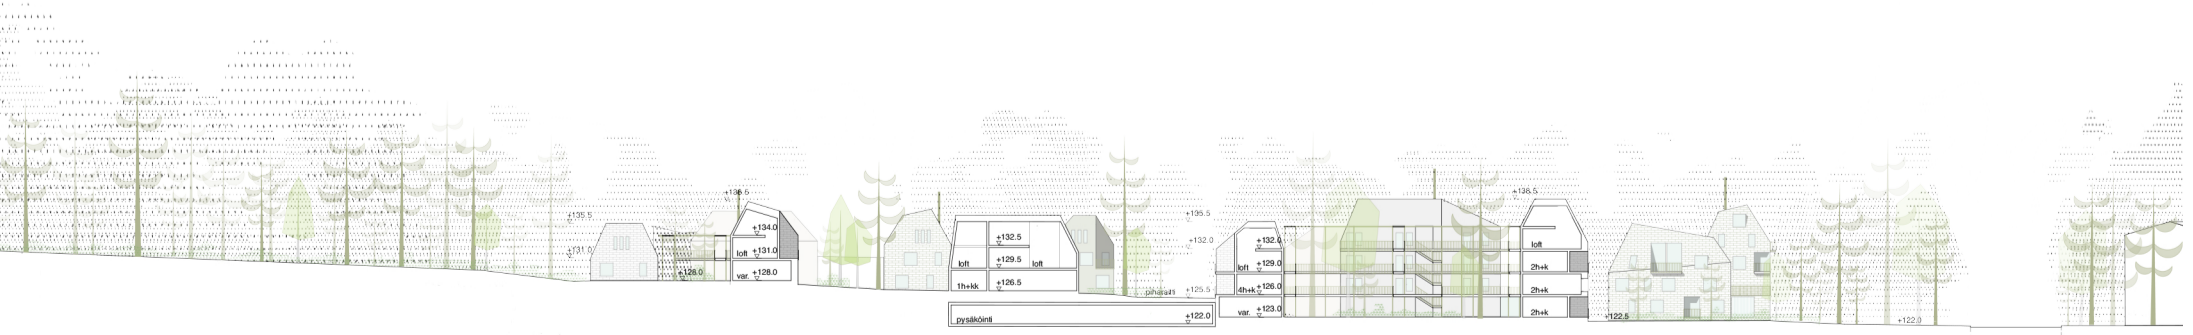 +135.5
+131.0
+128.0
+136.5
+134.0
loft +131.0
var. +128.0
+132.5
loft +129.5 loft
1h+kk +126.5
pysäköinti +122.0
+135.5
+132.0
+125.5
+132.0
loft +129.0
4h+k +126.0
var. +123.0
+138.5
loft
2h+k
2h+k
2h+k
+122.5
+122.0